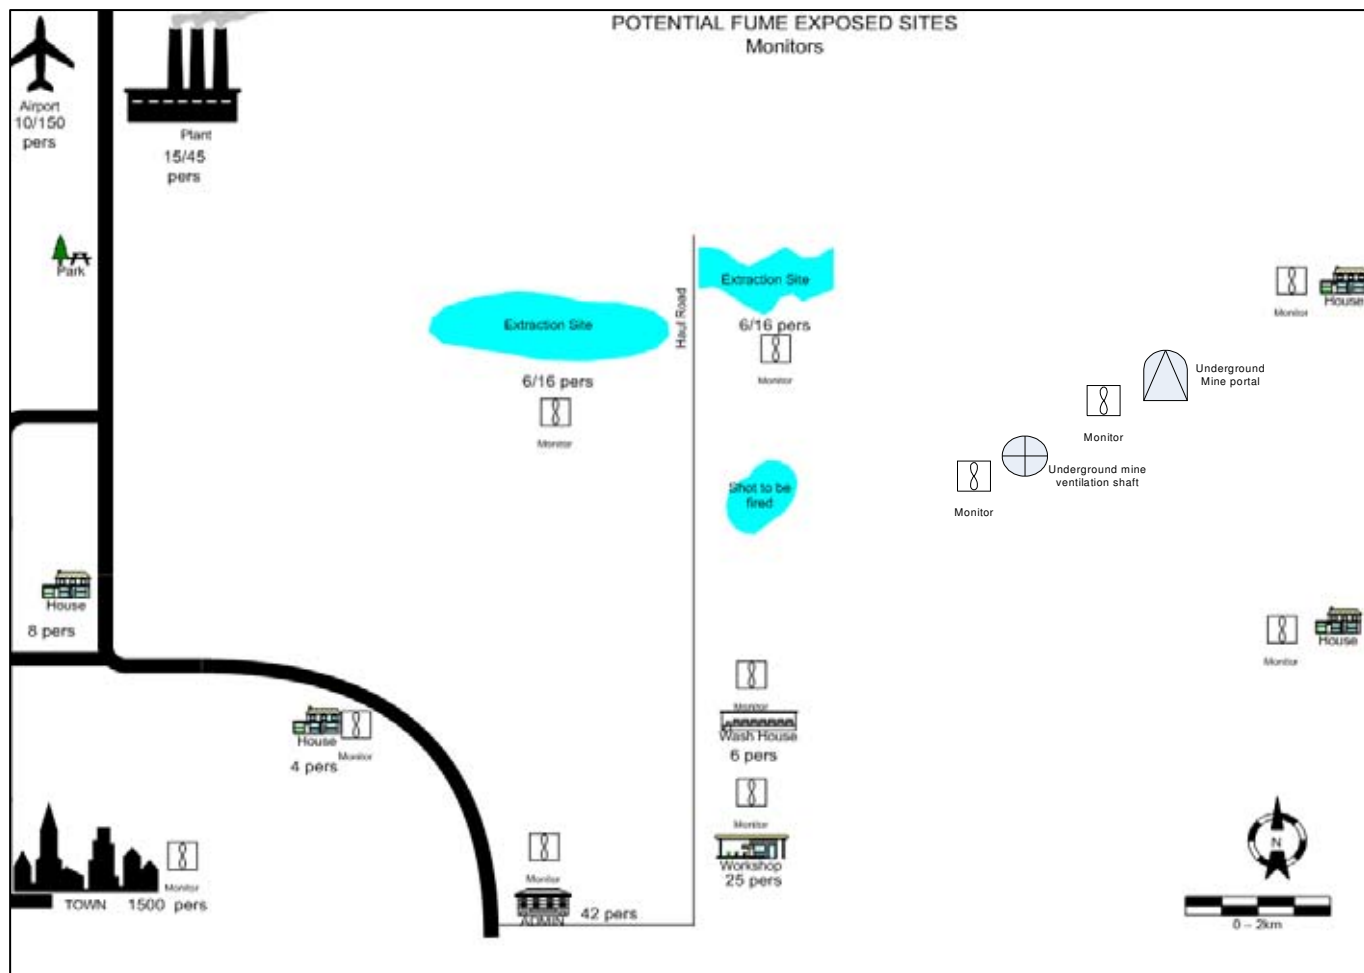 POTENTIAL FUME EXPOSED SITES
Monitors
Airport
10/150
pers
Plant
15/45
pers
Park
Extraction Site
6/16 pers
Monitor
Haul Road
Extraction Site
6/16 pers
Monitor
House
Monitor
Underground
Mine portal
Monitor
Underground mine
ventilation shaft
Monitor
Shot to be
fired
House
8 pers
House
Monitor
Monitor
Wash House
6 pers
House
Monitor
4 pers
Monitor
Workshop
25 pers
Monitor
TOWN 1500 pers
Monitor
ADMIN
42 pers
N
0 – 2km